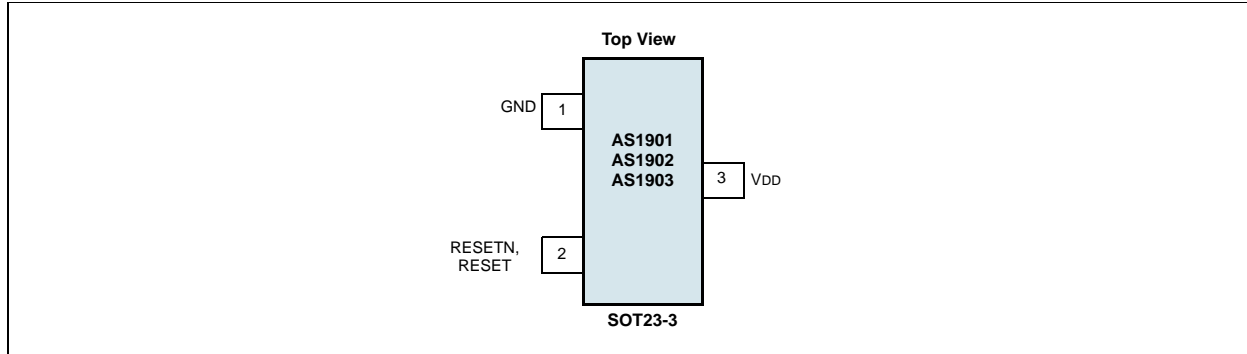 Top View
GND
1
AS1901
AS1902
AS1903
3
VDD
RESETN,
RESET
2
SOT23-3